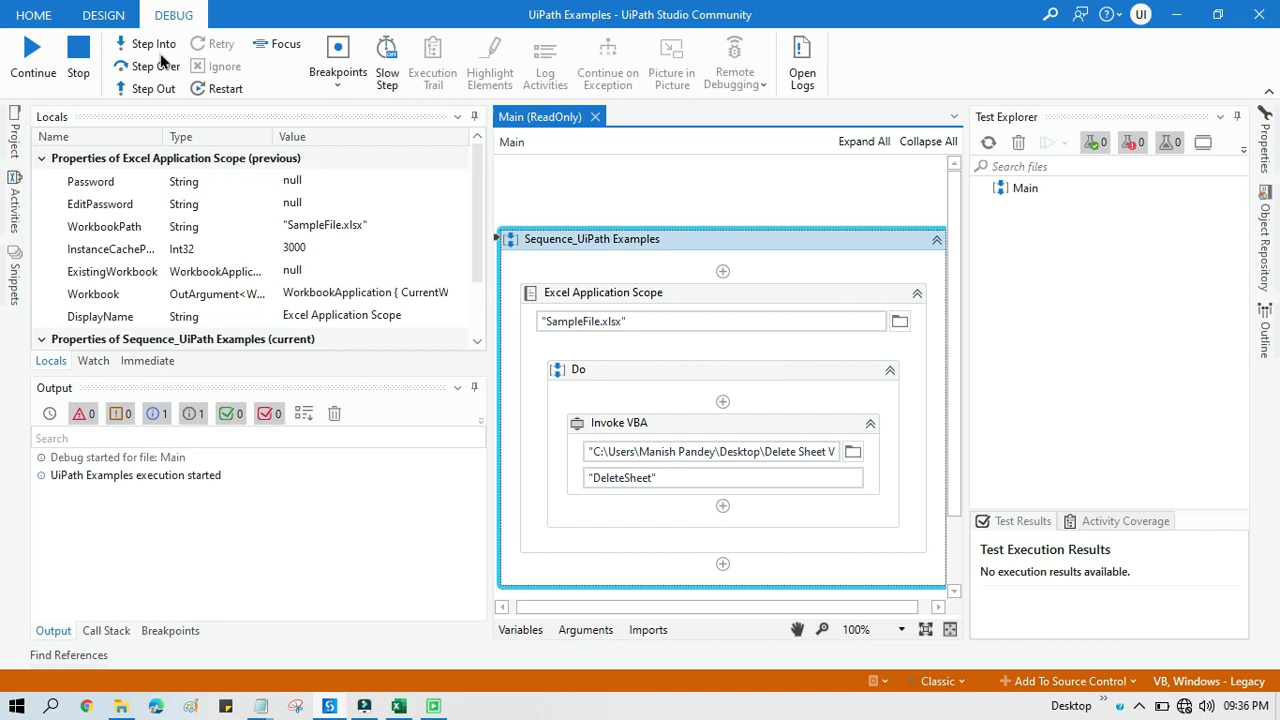 HOME
DESIGN
DEBUG
UiPath Examples - UiPath Studio Community
UI
Continue
Stop
Step Into
Step Over
Step Out
Retry
Ignore
Restart
Focus
Breakpoints
Slow
Step
Execution
Trail
Highlight
Elements
Log
Activities
Continue on
Exception
Picture in
Picture
Remote
Debugging
Open
Logs
Project
Activities
Snippets
Locals
Name Type Value
Properties of Excel Application Scope (previous)
Password String null
EditPassword String null
WorkbookPath String "SampleFile.xlsx"
InstanceCacheP... Int32 3000
ExistingWorkbook WorkbookApplic... null
Workbook OutArgument<W... WorkbookApplication { CurrentW
DisplayName String Excel Application Scope
Properties of Sequence_UiPath Examples (current)
Locals Watch Immediate
Output
0 0 1 1 0 0
Search
Debug started for file: Main
UiPath Examples execution started
Output Call Stack Breakpoints
Find References
Main (ReadOnly)
Main Expand All Collapse All
Sequence_UiPath Examples
Excel Application Scope
"SampleFile.xlsx"
Do
Invoke VBA
"C:\Users\Manish Pandey\Desktop\Delete Sheet V
"DeleteSheet"
Variables Arguments Imports 100%
Test Explorer
0 0 0
Search files
Main
Test Results Activity Coverage
Test Execution Results
No execution results available.
Properties
Object Repository
Outline
Classic Add To Source Control VB, Windows - Legacy
Desktop 09:36 PM